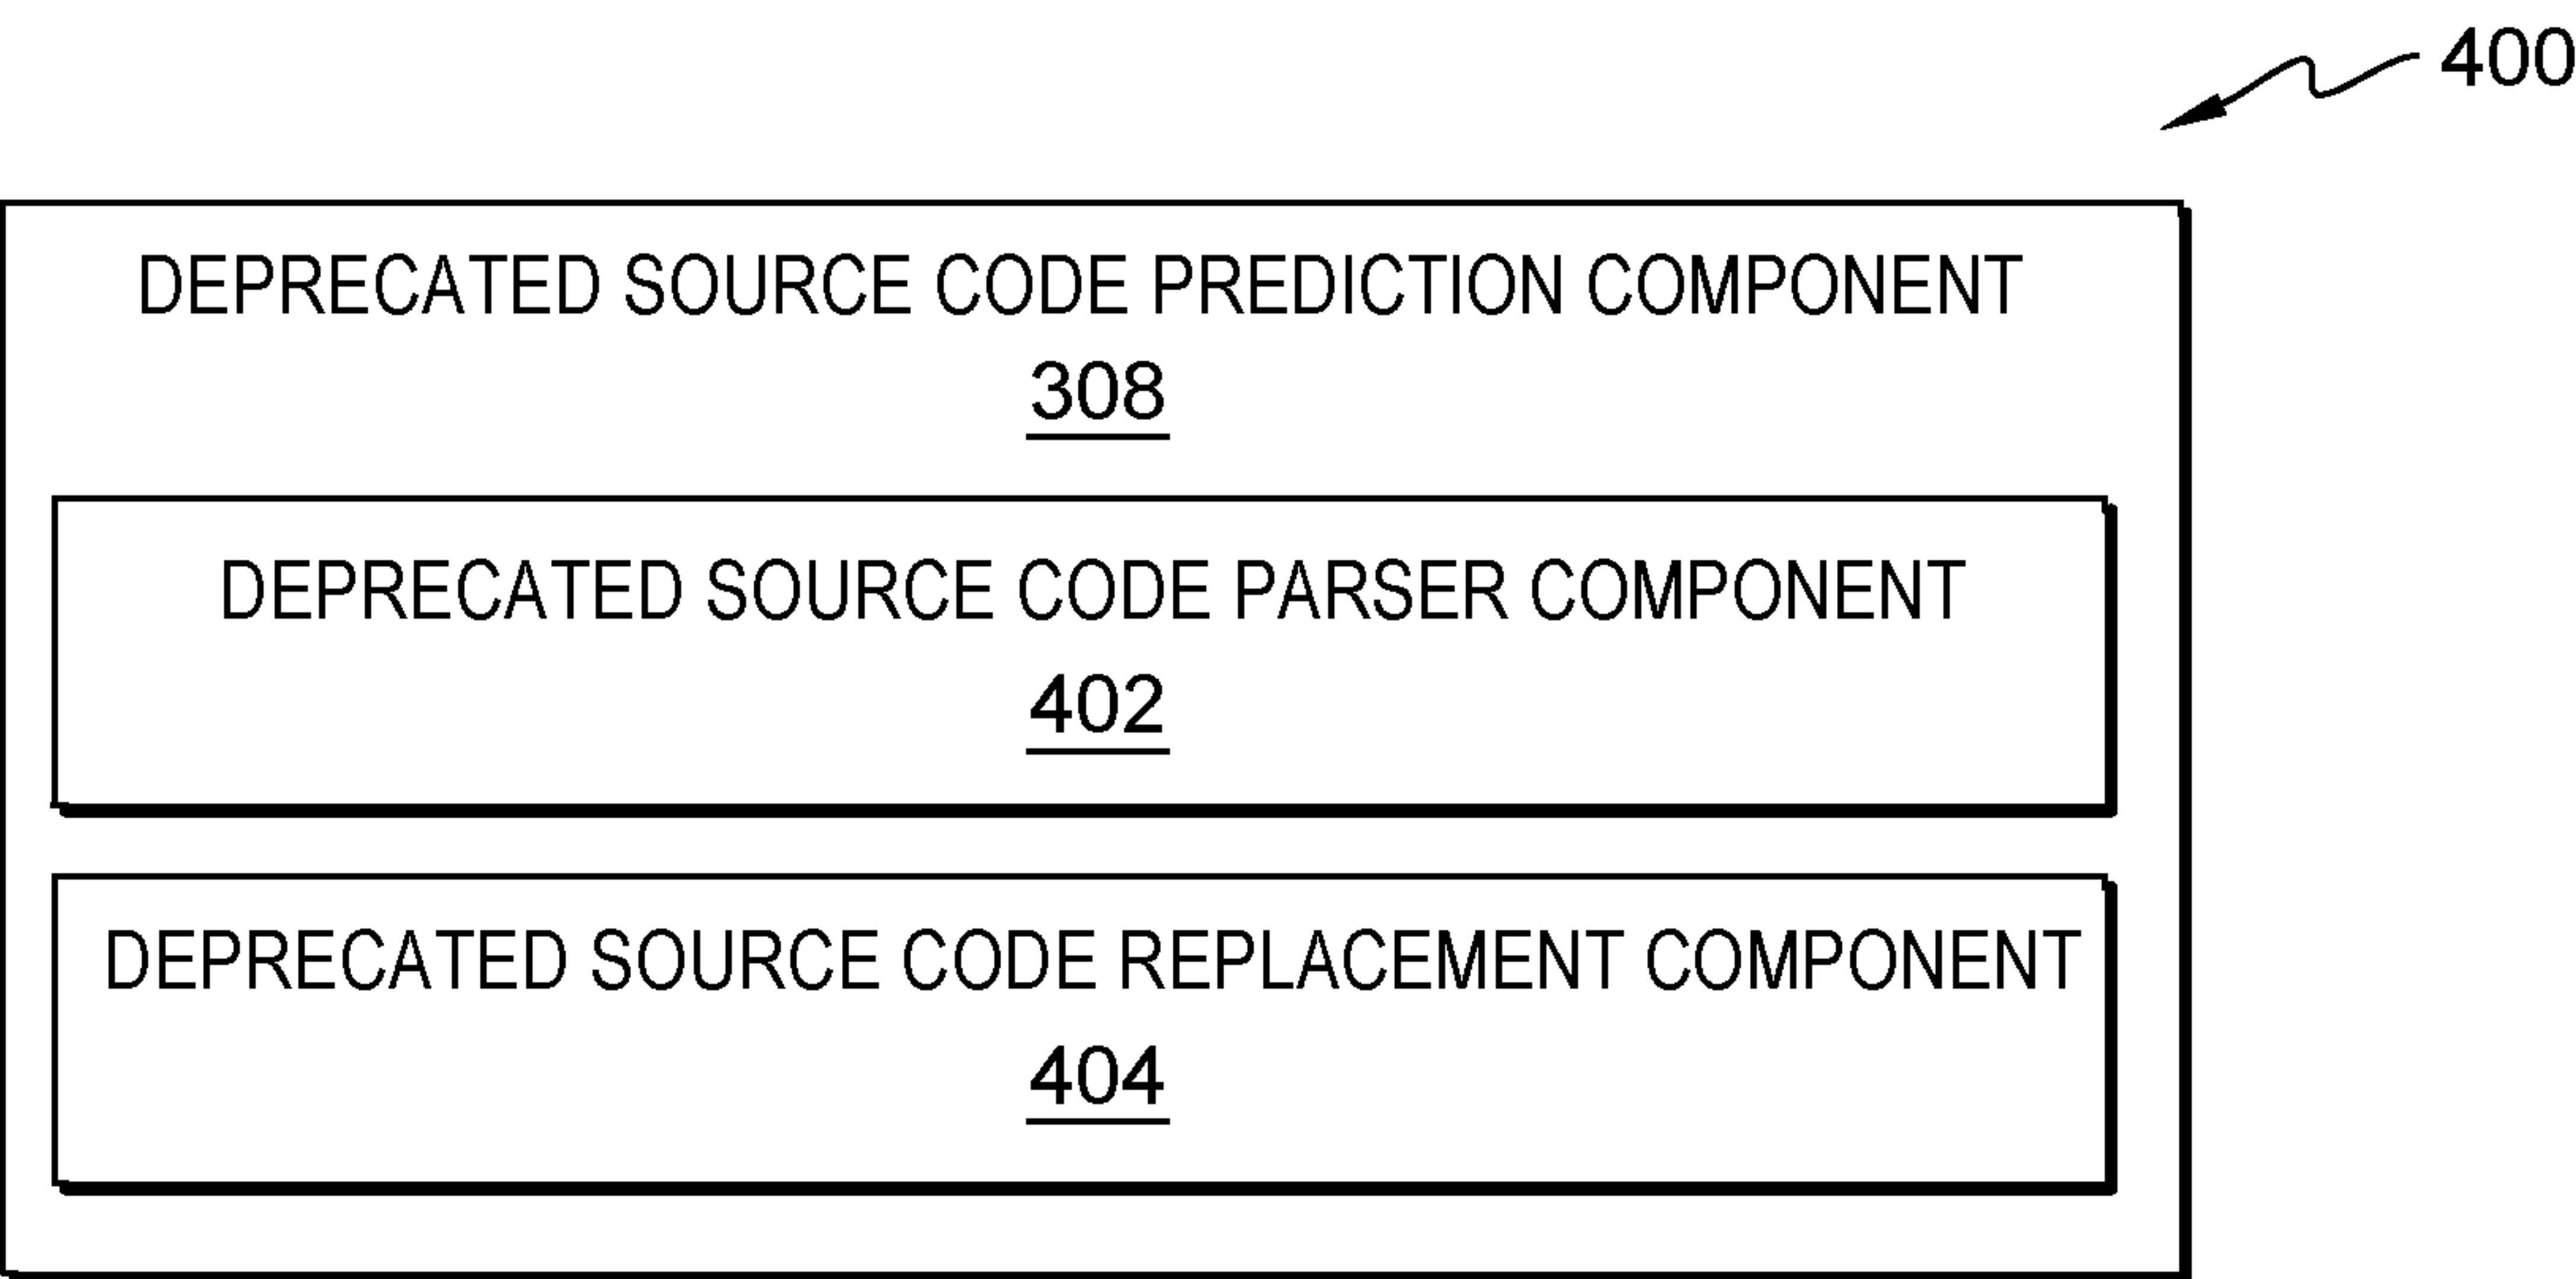 400
DEPRECATED SOURCE CODE PREDICTION COMPONENT
308
DEPRECATED SOURCE CODE PARSER COMPONENT
402
DEPRECATED SOURCE CODE REPLACEMENT COMPONENT
404